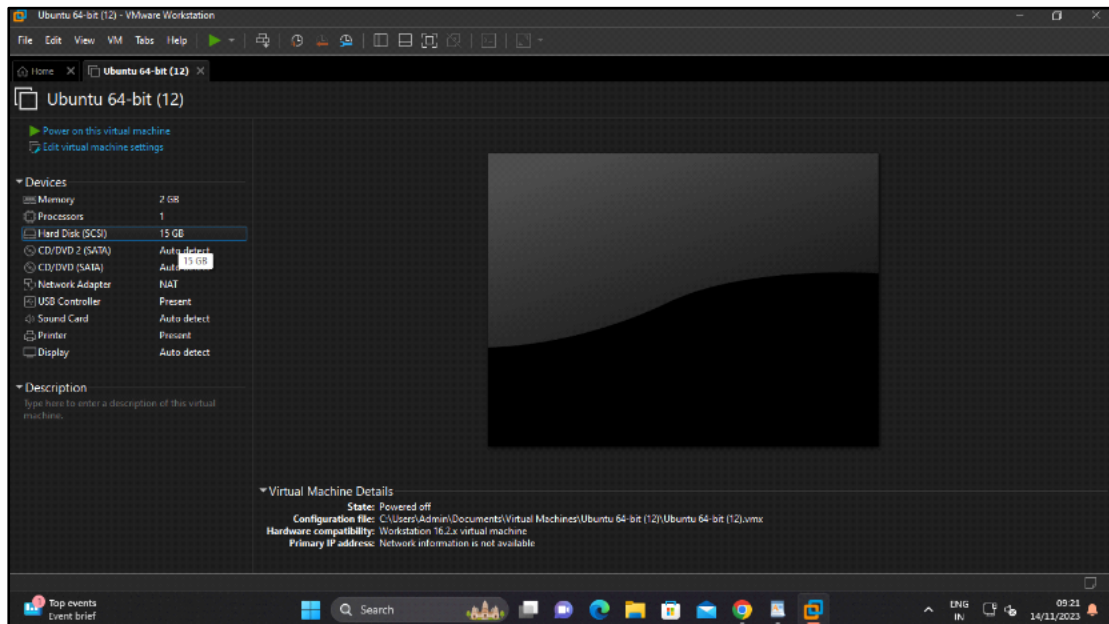 Ubuntu 64-bit (12) - VMware Workstation
File Edit View VM Tabs Help
Home Ubuntu 64-bit (12)
Ubuntu 64-bit (12)
Power on this virtual machine
Edit virtual machine settings
Devices
Memory 2 GB
Processors 1
Hard Disk (SCSI) 15 GB
CD/DVD 2 (SATA) Auto detect
CD/DVD (SATA) Auto
15 GB
Network Adapter NAT
USB Controller Present
Sound Card Auto detect
Printer Present
Display Auto detect
Description
Type here to enter a description of this virtual
machine.
Virtual Machine Details
State: Powered off
Configuration file: C:\Users\Admin\Documents\Virtual Machines\Ubuntu 64-bit (12)\Ubuntu 64-bit (12).vmx
Hardware compatibility: Workstation 16.2.x virtual machine
Primary IP address: Network information is not available
Top events
Event brief
Search
ENG
IN
09:21
14/11/2023